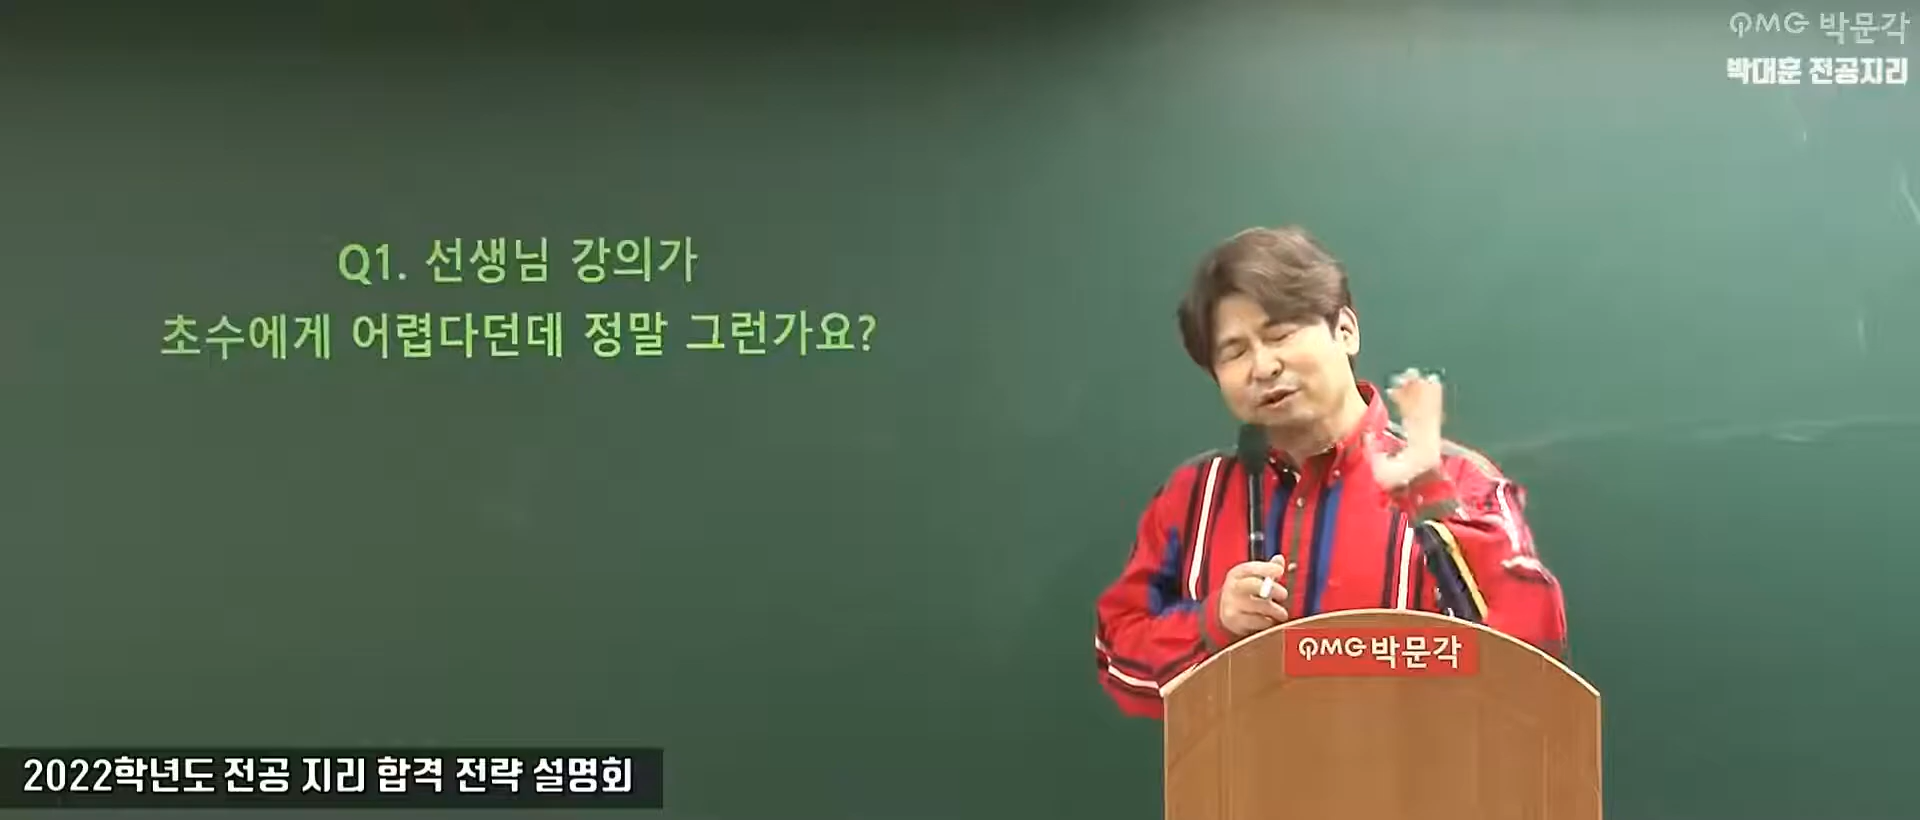 PMG 박문각
박대훈 전공지리
Q1. 선생님 강의가
초수에게 어렵다던데 정말 그런가요?
PMG 박문각
2022학년도 전공 지리 합격 전략 설명회